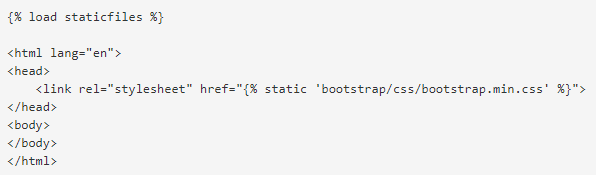 {% load staticfiles %}
<html lang="en">
<head>
    <link rel="stylesheet" href="{% static 'bootstrap/css/bootstrap.min.css' %}">
</head>
<body>
</body>
</html>